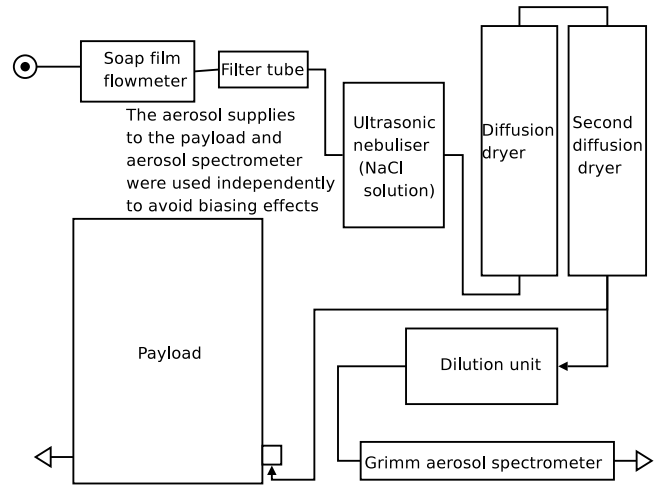 Soap film
flowmeter
Filter tube
The aerosol supplies
to the payload and
aerosol spectrometer
were used independently
to avoid biasing effects
Ultrasonic
nebuliser
(NaCl
solution)
Diffusion
dryer
Second
diffusion
dryer
Payload
Dilution unit
Grimm aerosol spectrometer